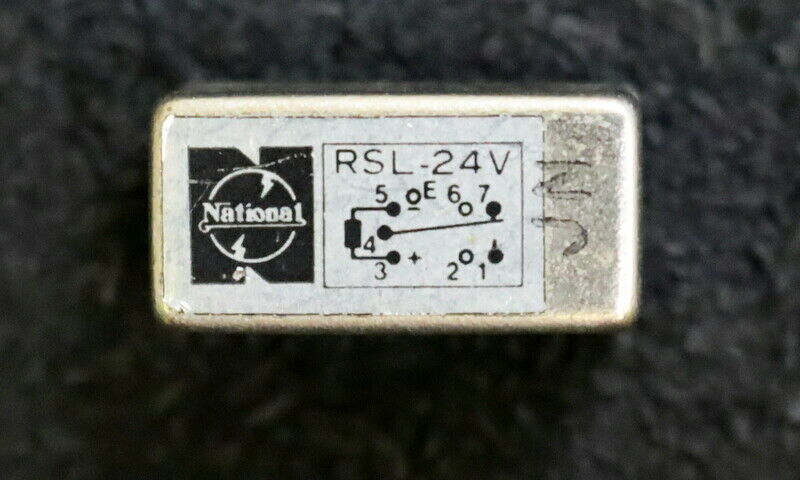 National
RSL-24V
5 E 6 7
4
3 + 2 1